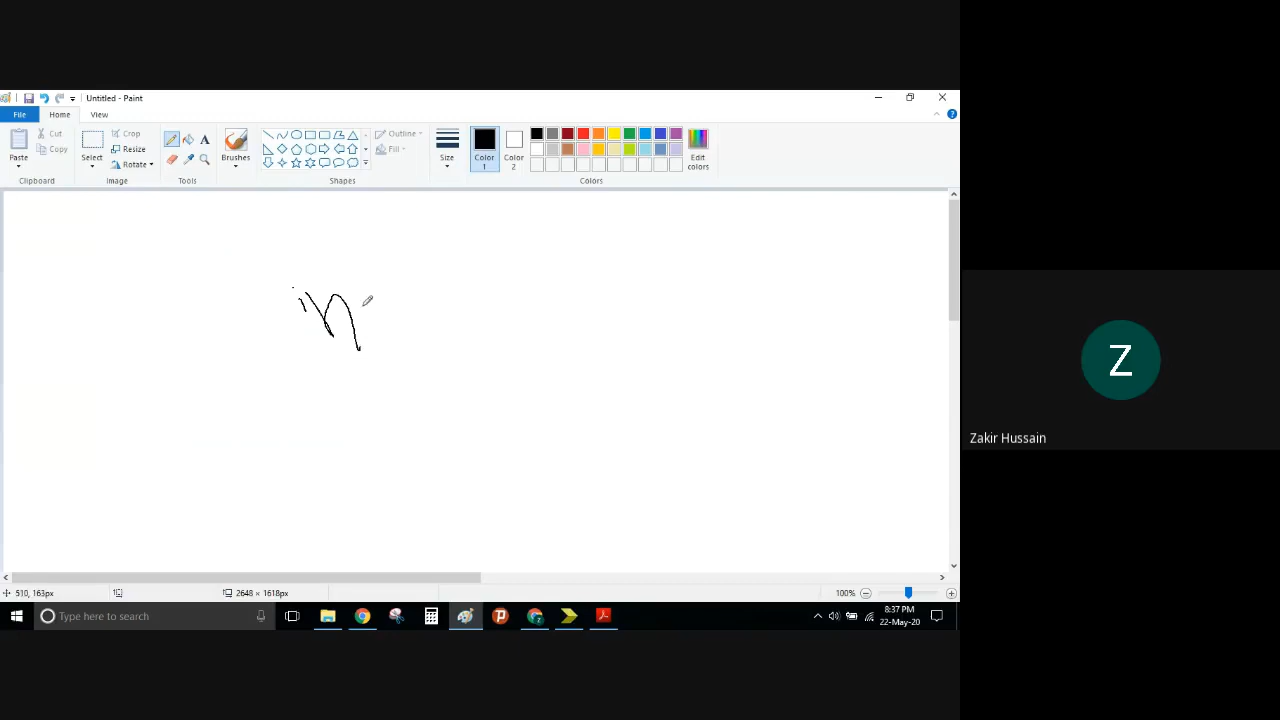 Untitled - Paint
File
Home
View
Paste
Cut
Copy
Clipboard
Select
Crop
Resize
Rotate
Image
Tools
Brushes
Shapes
Outline
Fill
Size
Color
1
Color
2
Edit
colors
Colors
in
Z
Zakir Hussain
510, 163px
2648 × 1618px
100%
Type here to search
8:37 PM
22-May-20